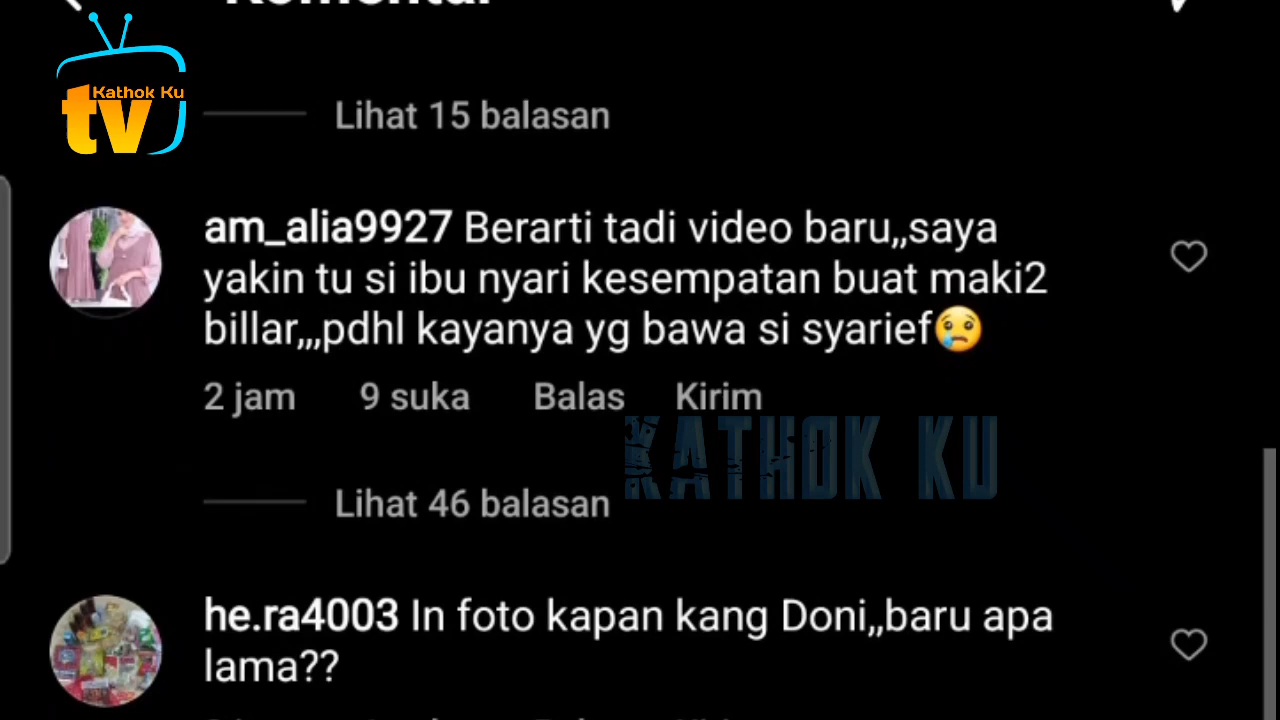 Komentar
Kathok Ku
tv
Lihat 15 balasan
am_alia9927 Berarti tadi video baru,,saya
yakin tu si ibu nyari kesempatan buat maki2
billar,,,pdhl kayanya yg bawa si syarief😢
2 jam 9 suka Balas Kirim
KATHOK KU
Lihat 46 balasan
he.ra4003 In foto kapan kang Doni,,baru apa
lama??